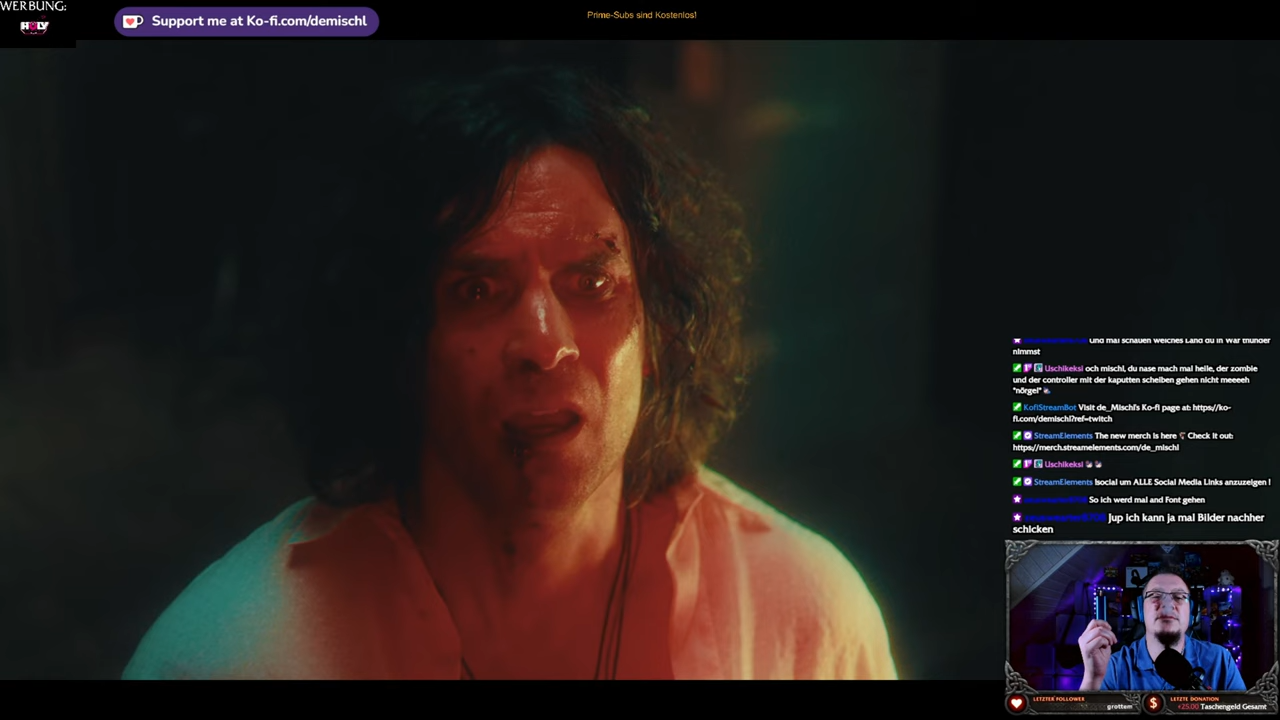 WERBUNG:
HOLY
Support me at Ko-fi.com/demischl
Prime-Subs sind Kostenlos!
Und mal schauen welches Land du in War thunder
nimmst
Uschikeksi och mischl, du nase mach mal heile, der zombie
und der controller mit der kaputten scheiben gehen nicht meeeeh
*nörgel*
KofiStreamBot Visit de_Mischl's Ko-fi page at: https://ko-
fi.com/demischl?ref=twitch
StreamElements The new merch is here Check it out:
https://merch.streamelements.com/de_mischl
Uschikeksi
StreamElements !social um ALLE Social Media Links anzuzeigen !
So ich werd mal and Font gehen
Jup ich kann ja mal Bilder nachher
schicken
LETZTER FOLLOWER
grottem
LETZTE DONATION
Taschengeld Gesamt